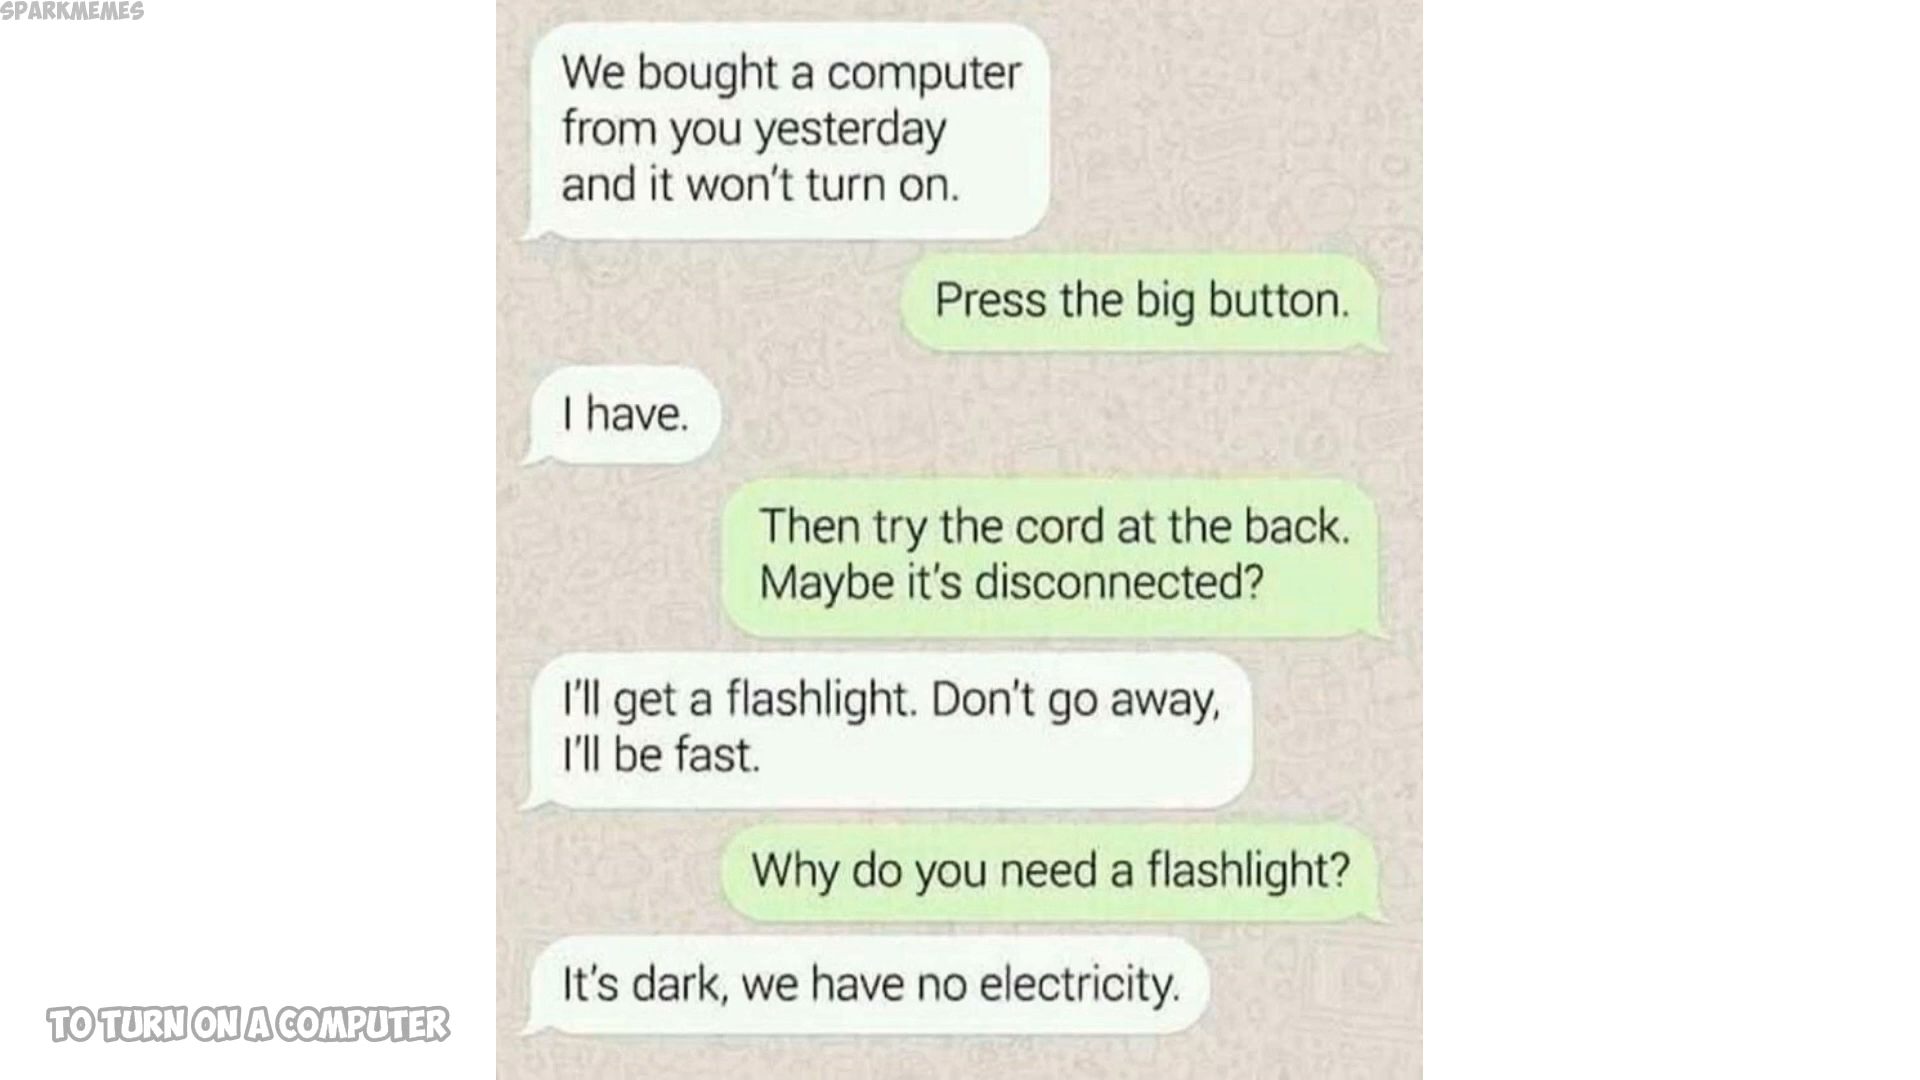 SPARKMEMES
We bought a computer
from you yesterday
and it won't turn on.
Press the big button.
I have.
Then try the cord at the back.
Maybe it's disconnected?
I'll get a flashlight. Don't go away,
I'll be fast.
Why do you need a flashlight?
It's dark, we have no electricity.
TO TURN ON A COMPUTER